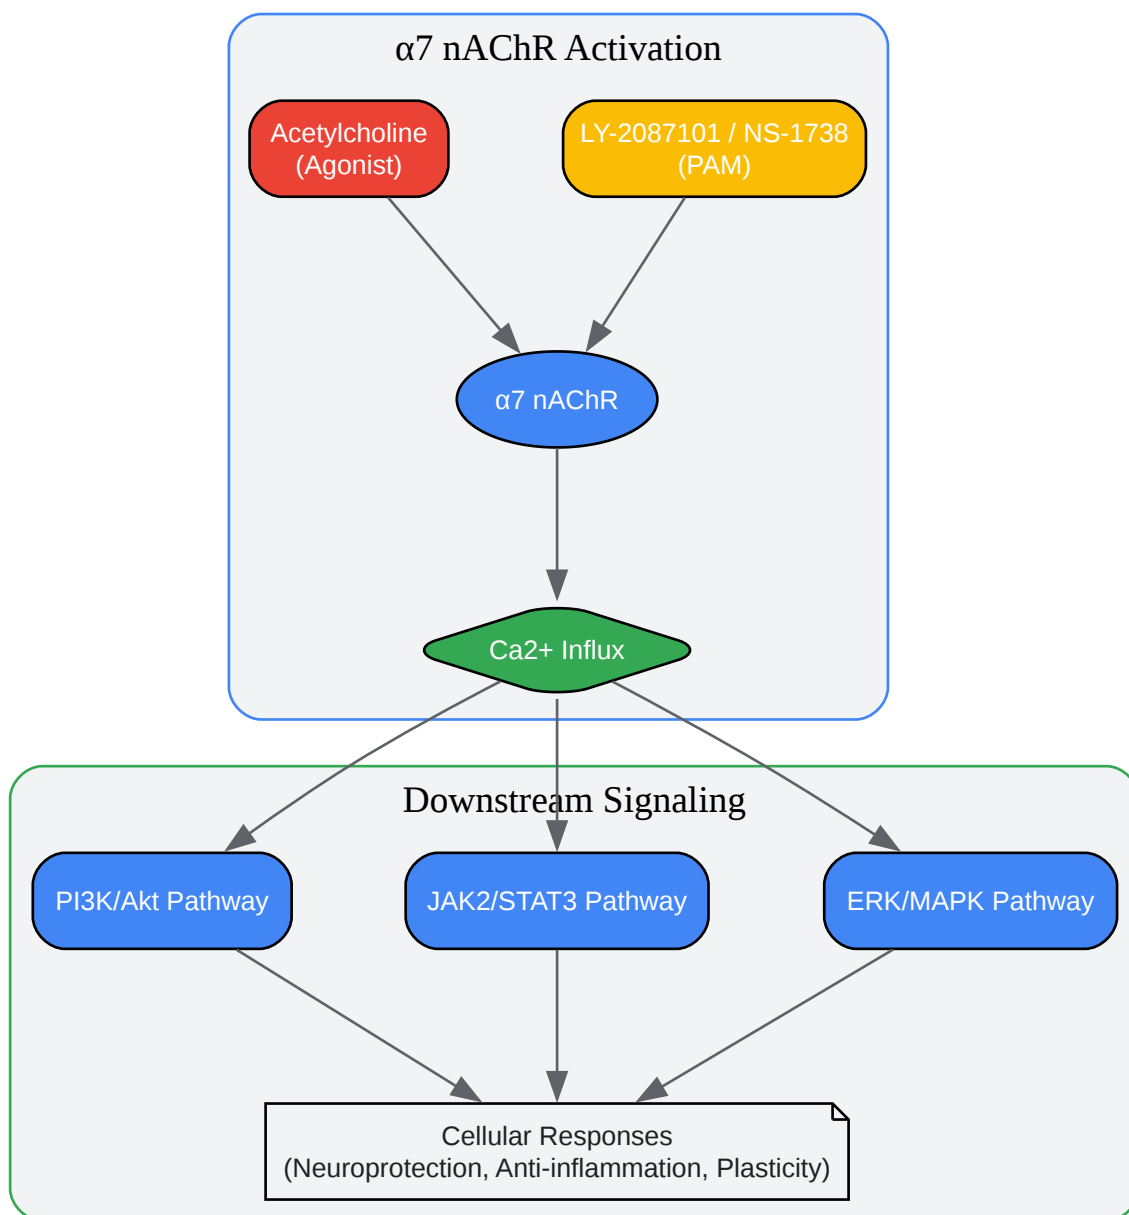 α7 nAChR Activation
Acetylcholine
(Agonist)
LY-2087101 / NS-1738
(PAM)
α7 nAChR
Ca2+ Influx
Downstream Signaling
PI3K/Akt Pathway
JAK2/STAT3 Pathway
ERK/MAPK Pathway
Cellular Responses
(Neuroprotection, Anti-inflammation, Plasticity)